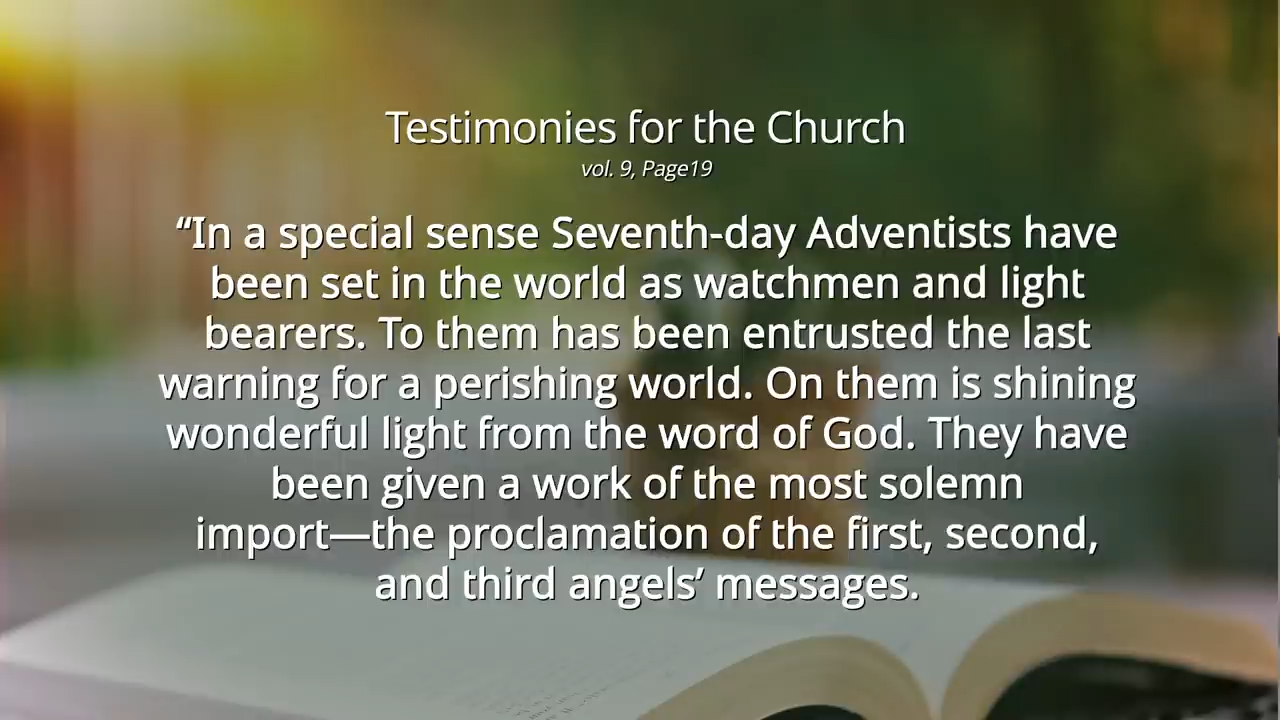 Testimonies for the Church
vol. 9, Page19
“In a special sense Seventh-day Adventists have
been set in the world as watchmen and light
bearers. To them has been entrusted the last
warning for a perishing world. On them is shining
wonderful light from the word of God. They have
been given a work of the most solemn
import—the proclamation of the first, second,
and third angels’ messages.